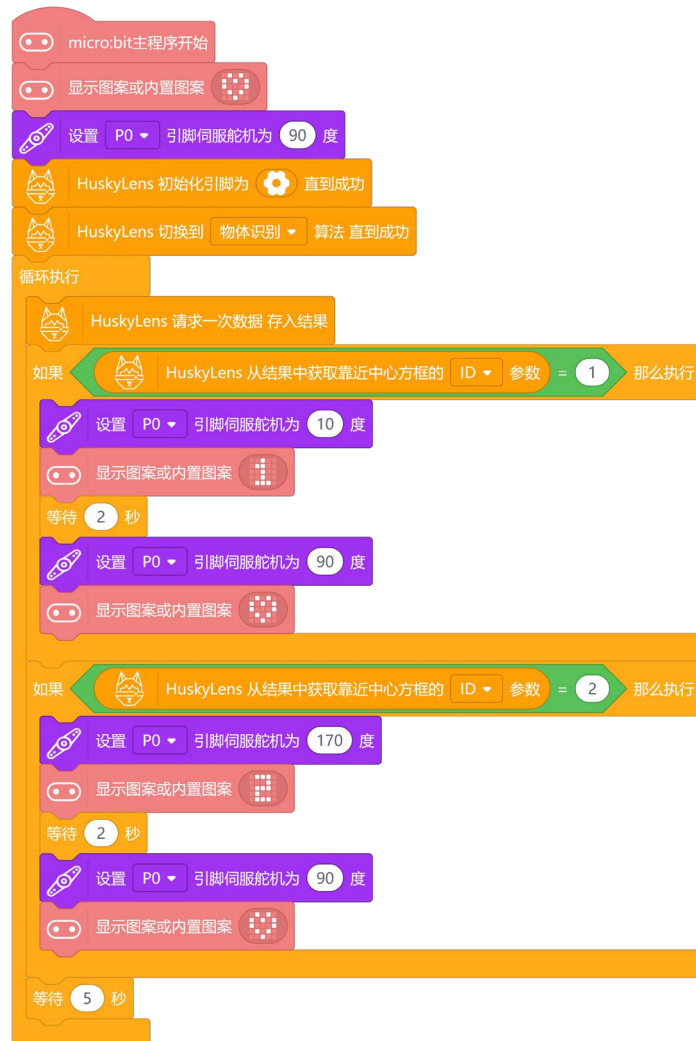 micro:bit主程序开始
显示图案或内置图案
设置 P0 引脚伺服舵机为 90 度
HuskyLens 初始化引脚为 直到成功
HuskyLens 切换到 物体识别 算法 直到成功
循环执行
HuskyLens 请求一次数据 存入结果
如果 HuskyLens 从结果中获取靠近中心方框的 ID 参数 = 1 那么执行
设置 P0 引脚伺服舵机为 10 度
显示图案或内置图案
等待 2 秒
设置 P0 引脚伺服舵机为 90 度
显示图案或内置图案
如果 HuskyLens 从结果中获取靠近中心方框的 ID 参数 = 2 那么执行
设置 P0 引脚伺服舵机为 170 度
显示图案或内置图案
等待 2 秒
设置 P0 引脚伺服舵机为 90 度
显示图案或内置图案
等待 5 秒